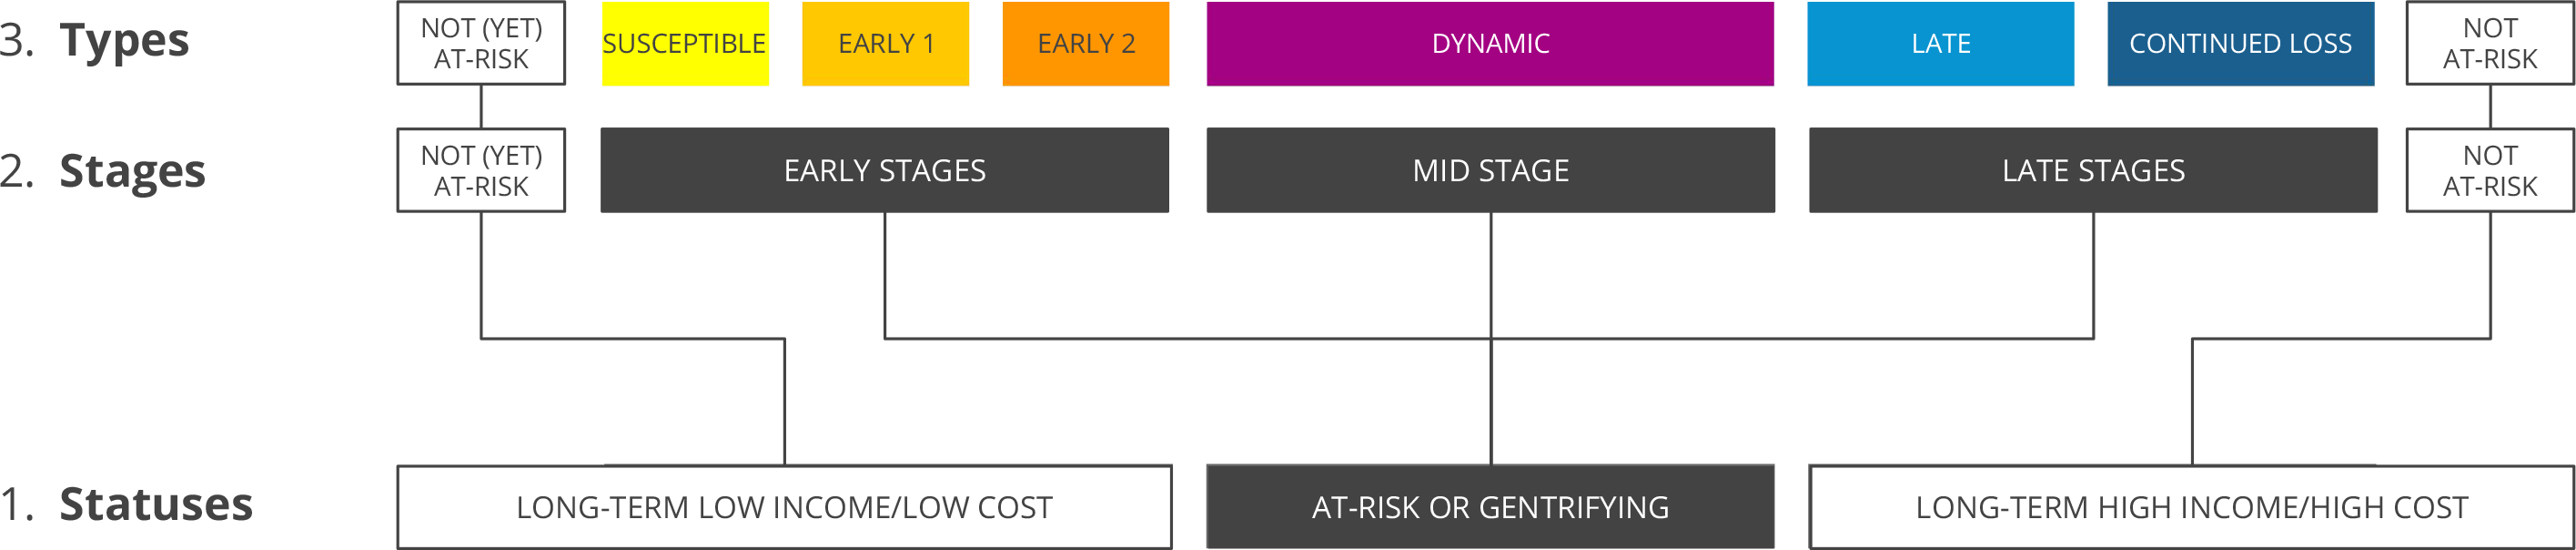 3. Types
NOT (YET)
AT-RISK
SUSCEPTIBLE
EARLY 1
EARLY 2
DYNAMIC
LATE
CONTINUED LOSS
NOT
AT-RISK
2. Stages
NOT (YET)
AT-RISK
EARLY STAGES
MID STAGE
LATE STAGES
NOT
AT-RISK
1. Statuses
LONG-TERM LOW INCOME/LOW COST
AT-RISK OR GENTRIFYING
LONG-TERM HIGH INCOME/HIGH COST